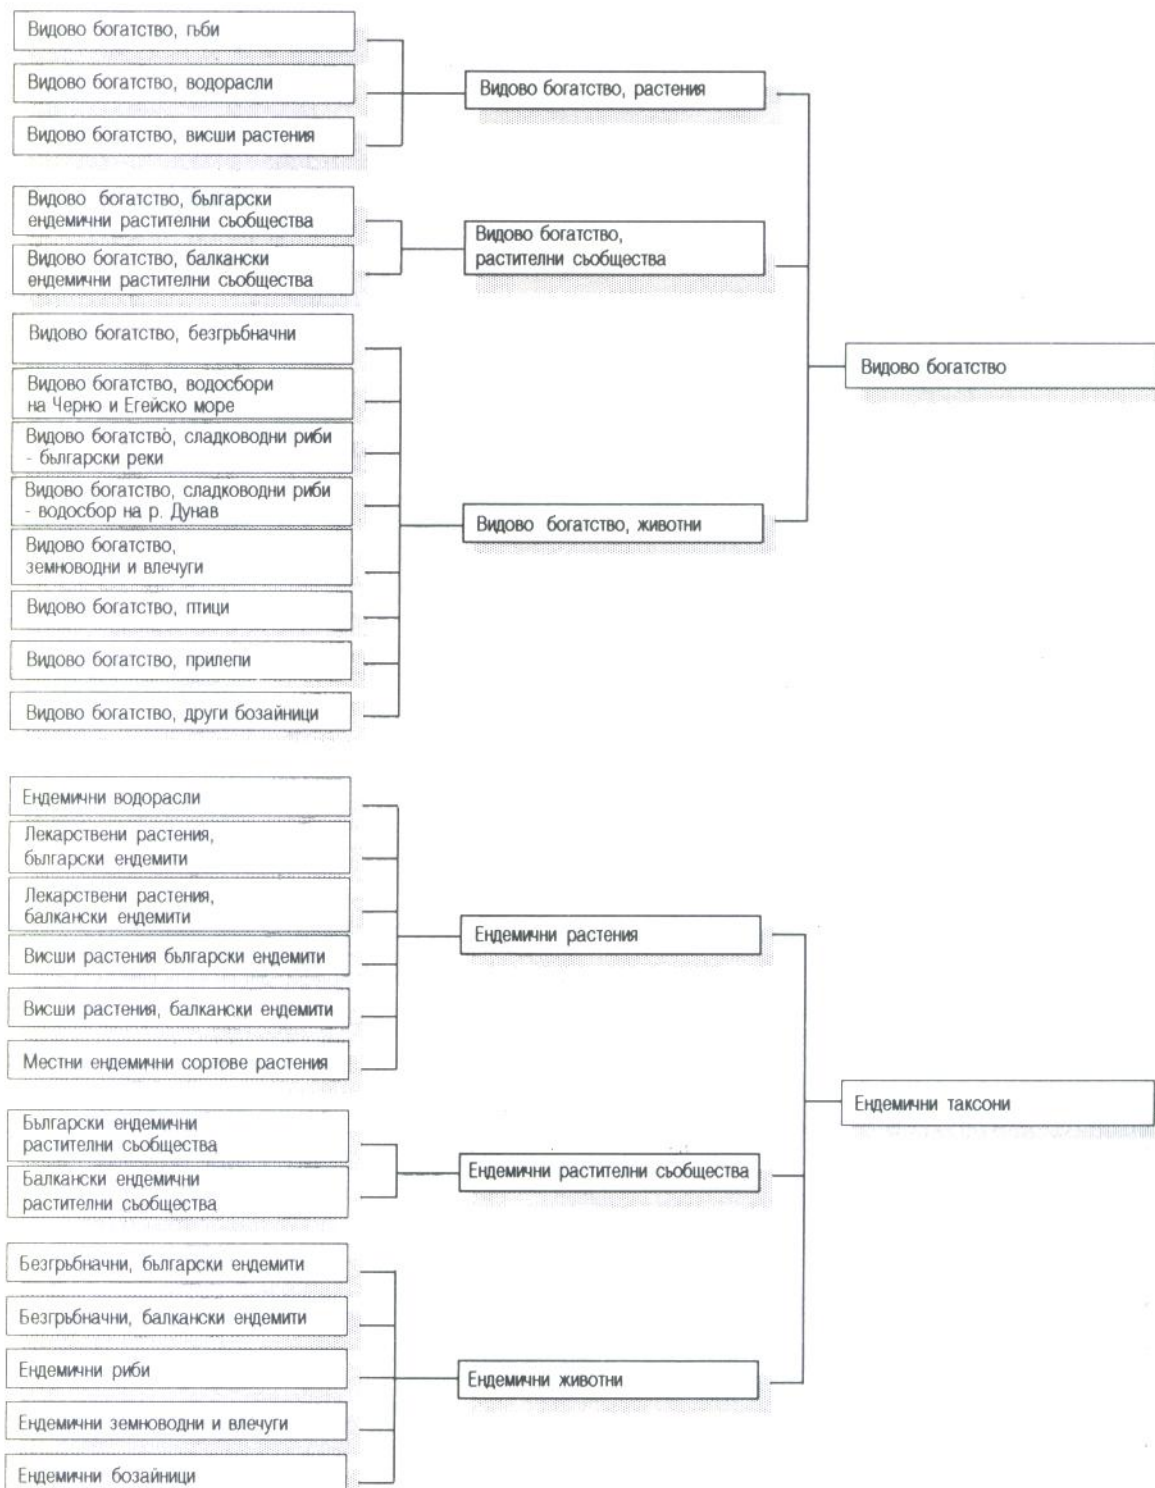 Видово богатство, гъби
Видово богатство, водорасли
Видово богатство, висши растения
Видово богатство, растения
Видово богатство, български
ендемични растителни съобщества
Видово богатство, балкански
ендемични растителни съобщества
Видово богатство,
растителни съобщества
Видово богатство, безгръбначни
Видово богатство, водосбори
на Черно и Егейско море
Видово богатство, сладководни риби
- български реки
Видово богатство, сладководни риби
- водосбор на р. Дунав
Видово богатство,
земноводни и влечуги
Видово богатство, птици
Видово богатство, прилепи
Видово богатство, други бозайници
Видово богатство, животни
Видово богатство
Ендемични водорасли
Лекарствени растения,
български ендемити
Лекарствени растения,
балкански ендемити
Висши растения български ендемити
Висши растения, балкански ендемити
Местни ендемични сортове растения
Ендемични растения
Български ендемични
растителни съобщества
Балкански ендемични
растителни съобщества
Ендемични растителни съобщества
Безгръбначни, български ендемити
Безгръбначни, балкански ендемити
Ендемични риби
Ендемични земноводни и влечуги
Ендемични бозайници
Ендемични животни
Ендемични таксони